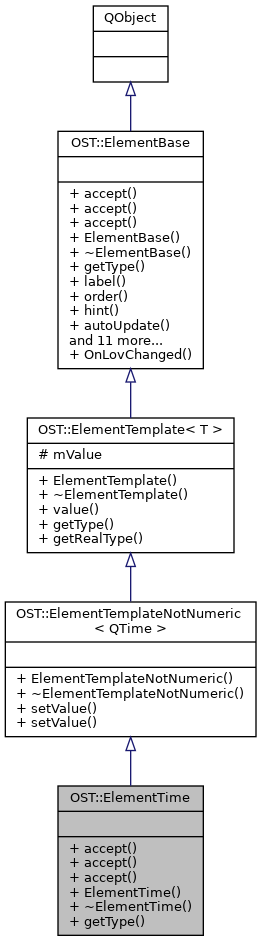 QObject
OST::ElementBase
+ accept()
+ accept()
+ accept()
+ ElementBase()
+ ~ElementBase()
+ getType()
+ label()
+ order()
+ hint()
+ autoUpdate()
and 11 more...
+ OnLovChanged()
OST::ElementTemplate< T >
# mValue
+ ElementTemplate()
+ ~ElementTemplate()
+ value()
+ getType()
+ getRealType()
OST::ElementTemplateNotNumeric
< QTime >
+ ElementTemplateNotNumeric()
+ ~ElementTemplateNotNumeric()
+ setValue()
+ setValue()
OST::ElementTime
+ accept()
+ accept()
+ accept()
+ ElementTime()
+ ~ElementTime()
+ getType()